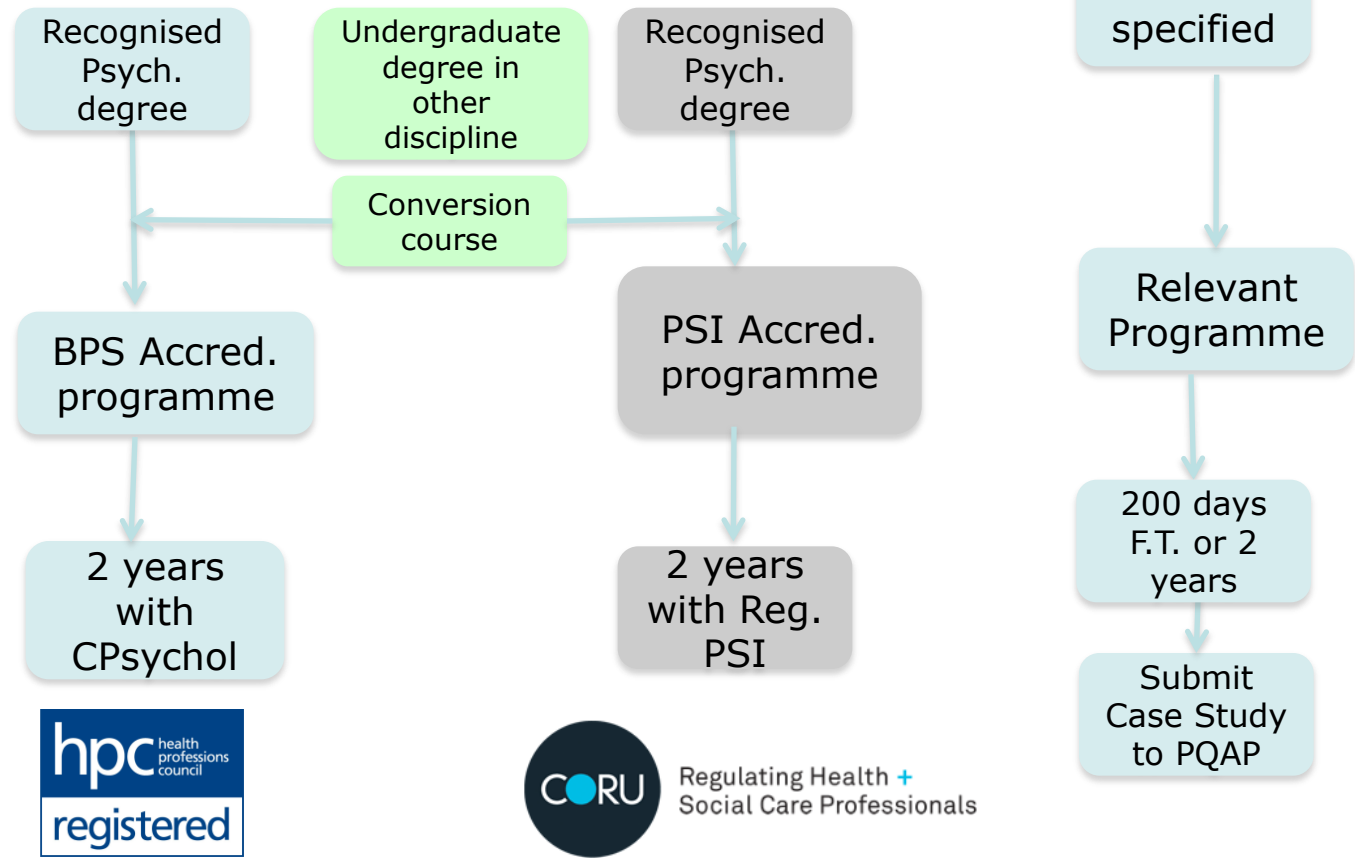 Recognised
Psych.
degree
Undergraduate
degree in
other
discipline
Recognised
Psych.
degree
specified
Conversion
course
BPS Accred.
programme
PSI Accred.
programme
Relevant
Programme
2 years
with
CPsychol
2 years
with Reg.
PSI
200 days
F.T. or 2
years
Submit
Case Study
to PQAP
hpc health
professions
council
registered
CORU
Regulating Health +
Social Care Professionals